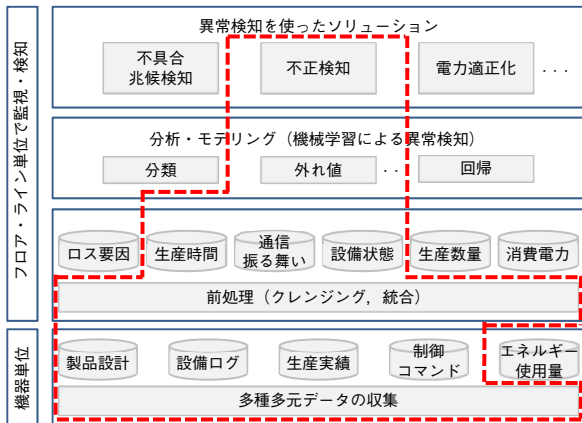 フロア・ライン単位で監視・検知
異常検知を使ったソリューション
不具合
兆候検知
不正検知
電力適正化
・・・
分析・モデリング（機械学習による異常検知）
分類
外れ値
・・
回帰
ロス要因
生産時間
通信
振る舞い
設備状態
生産数量
消費電力
前処理（クレンジング，統合）
機器単位
製品設計
設備ログ
生産実績
制御
コマンド
エネルギー
使用量
多種多元データの収集